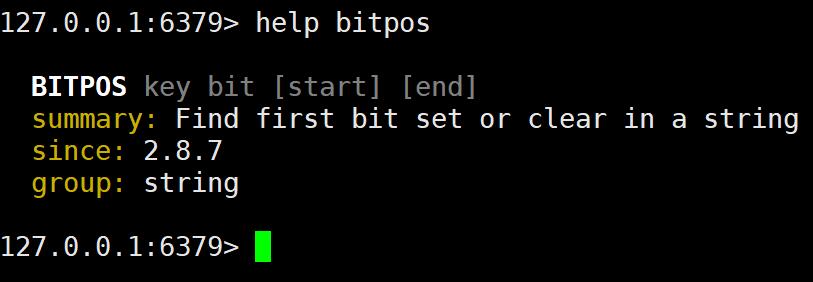 127.0.0.1:6379> help bitpos
BITPOS key bit [start] [end]
summary: Find first bit set or clear in a string
since: 2.8.7
group: string
127.0.0.1:6379>